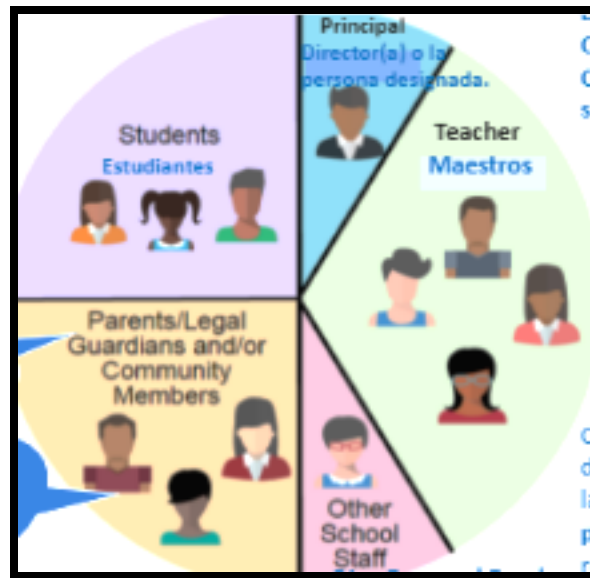 Principal
Director(a) o la
persona designada.
Students
Estudiantes
Teacher
Maestros
Parents/Legal
Guardians and/or
Community
Members
Other
School
Staff